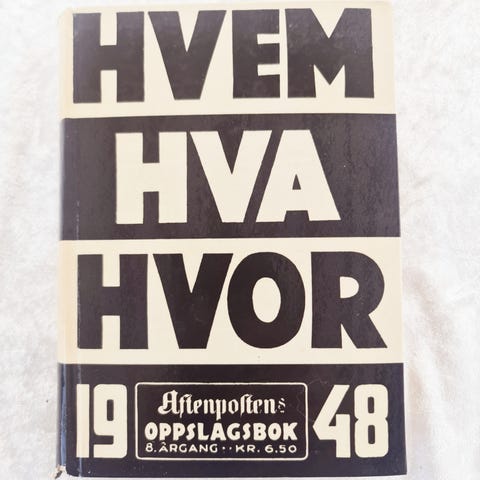 HVEM
HVA
HVOR
19 Aftenpostens 48
OPPSLAGSBOK
8. ÅRGANG ·· KR. 6.50